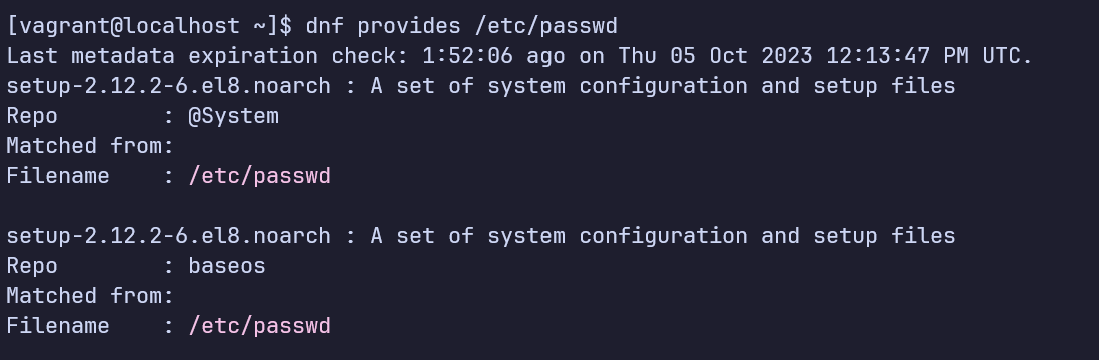 [vagrant@localhost ~]$ dnf provides /etc/passwd
Last metadata expiration check: 1:52:06 ago on Thu 05 Oct 2023 12:13:47 PM UTC.
setup-2.12.2-6.el8.noarch : A set of system configuration and setup files
Repo        : @System
Matched from:
Filename    : /etc/passwd

setup-2.12.2-6.el8.noarch : A set of system configuration and setup files
Repo        : baseos
Matched from:
Filename    : /etc/passwd